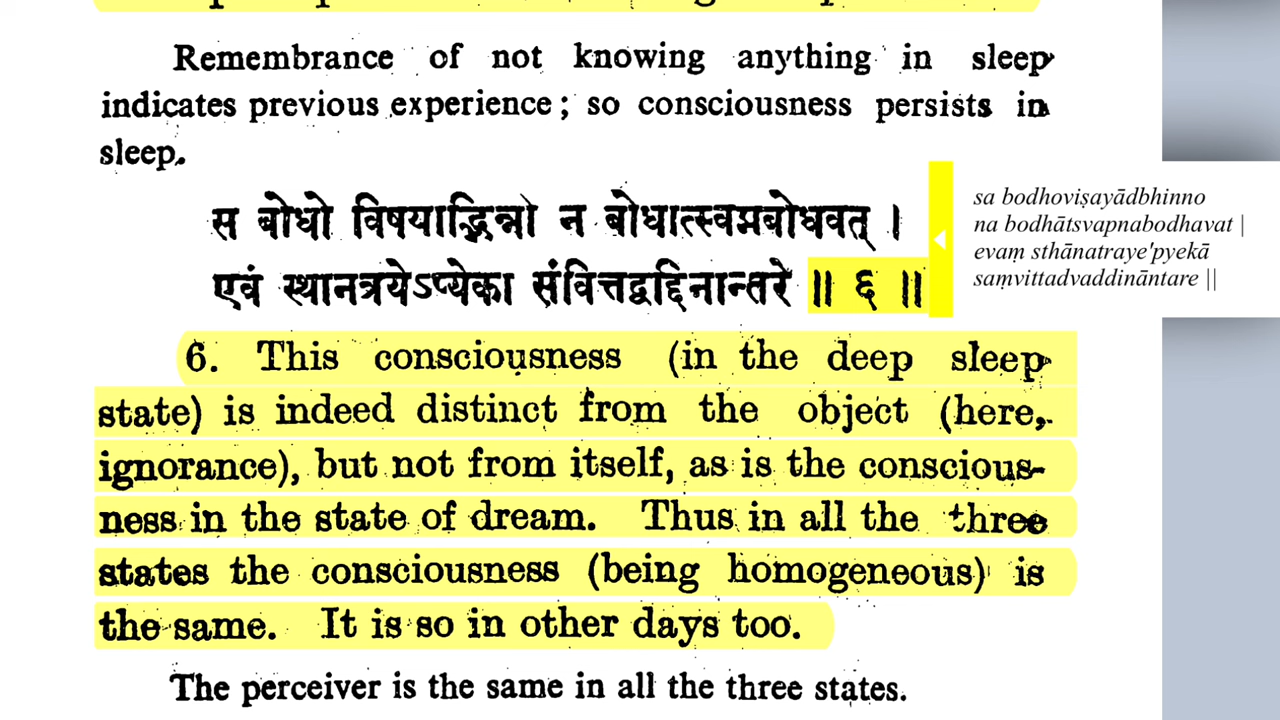 Remembrance of not knowing anything in sleep
indicates previous experience; so consciousness persists in
sleep.
स बोधो विषयाद्भिन्नो न बोधात्स्वप्नबोधवत् ।
एवं स्थानत्रयेऽप्येका संवित्तद्वद्दिनान्तरे ॥ ६ ॥
sa bodhoviṣayādbhinno
na bodhātsvapnabodhavat |
evaṃ sthānatraye'pyekā
saṃvittadvaddināntare ||
6. This consciousness (in the deep sleep
state) is indeed distinct from the object (here,
ignorance), but not from itself, as is the conscious-
ness in the state of dream. Thus in all the three
states the consciousness (being homogeneous) is
the same. It is so in other days too.
The perceiver is the same in all the three states.